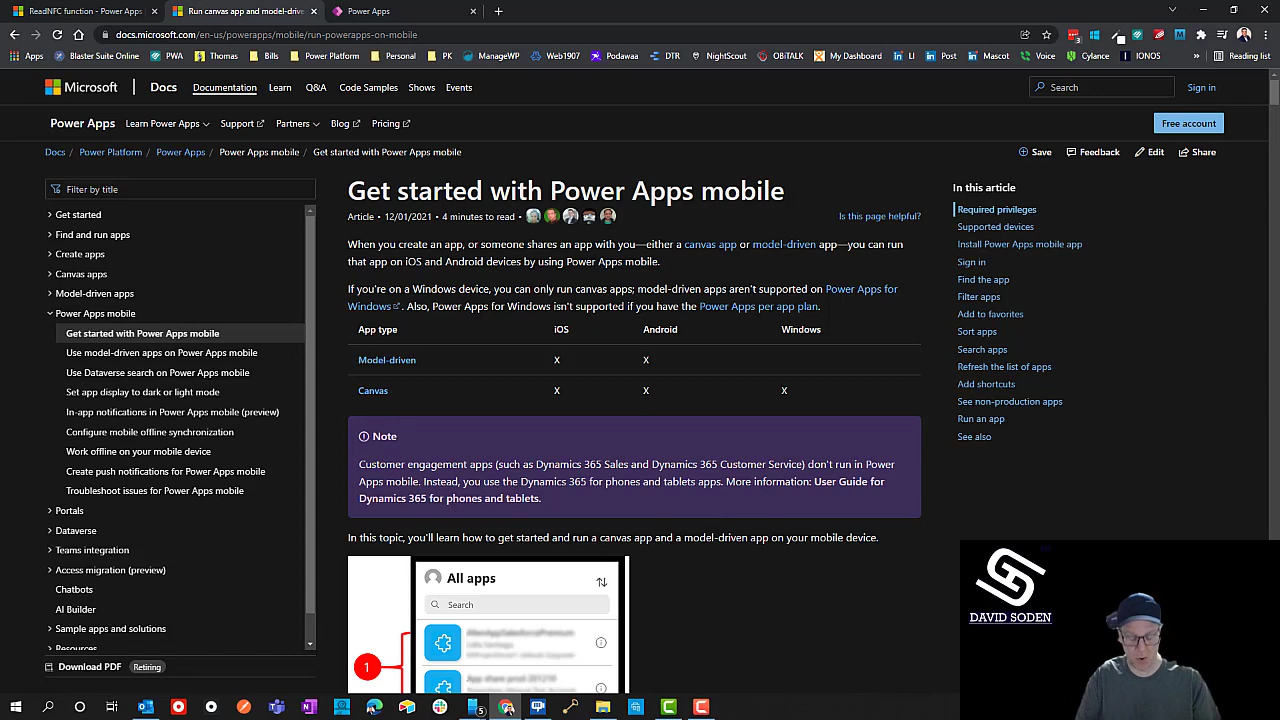 ReadNFC function - Power Apps
Run canvas app and model-drive
Power Apps
docs.microsoft.com/en-us/powerapps/mobile/run-powerapps-on-mobile
Apps Blaster Suite Online PWA Thomas Bills Power Platform Personal PK ManageWP Web1907 Podawaa DTR NightScout OBiTALK My Dashboard LI Post Mascot Voice Cylance IONOS » Reading list
Microsoft Docs Documentation Learn Q&A Code Samples Shows Events Search Sign in
Power Apps Learn Power Apps Support Partners Blog Pricing Free account
Docs / Power Platform / Power Apps / Power Apps mobile / Get started with Power Apps mobile
Save Feedback Edit Share
Filter by title
Get started
Find and run apps
Create apps
Canvas apps
Model-driven apps
Power Apps mobile
Get started with Power Apps mobile
Use model-driven apps on Power Apps mobile
Use Dataverse search on Power Apps mobile
Set app display to dark or light mode
In-app notifications in Power Apps mobile (preview)
Configure mobile offline synchronization
Work offline on your mobile device
Create push notifications for Power Apps mobile
Troubleshoot issues for Power Apps mobile
Portals
Dataverse
Teams integration
Access migration (preview)
Chatbots
AI Builder
Sample apps and solutions
Resources
Download PDF Retiring
Get started with Power Apps mobile
Article • 12/01/2021 • 4 minutes to read •
Is this page helpful?
When you create an app, or someone shares an app with you—either a canvas app or model-driven app—you can run
that app on iOS and Android devices by using Power Apps mobile.
If you're on a Windows device, you can only run canvas apps; model-driven apps aren't supported on Power Apps for
Windows. Also, Power Apps for Windows isn't supported if you have the Power Apps per app plan.
App type iOS Android Windows
Model-driven X X
Canvas X X X
Note
Customer engagement apps (such as Dynamics 365 Sales and Dynamics 365 Customer Service) don't run in Power
Apps mobile. Instead, you use the Dynamics 365 for phones and tablets apps. More information: User Guide for
Dynamics 365 for phones and tablets.
In this topic, you'll learn how to get started and run a canvas app and a model-driven app on your mobile device.
All apps
Search
1
In this article
Required privileges
Supported devices
Install Power Apps mobile app
Sign in
Find the app
Filter apps
Add to favorites
Sort apps
Search apps
Refresh the list of apps
Add shortcuts
See non-production apps
Run an app
See also
DAVID SODEN
5